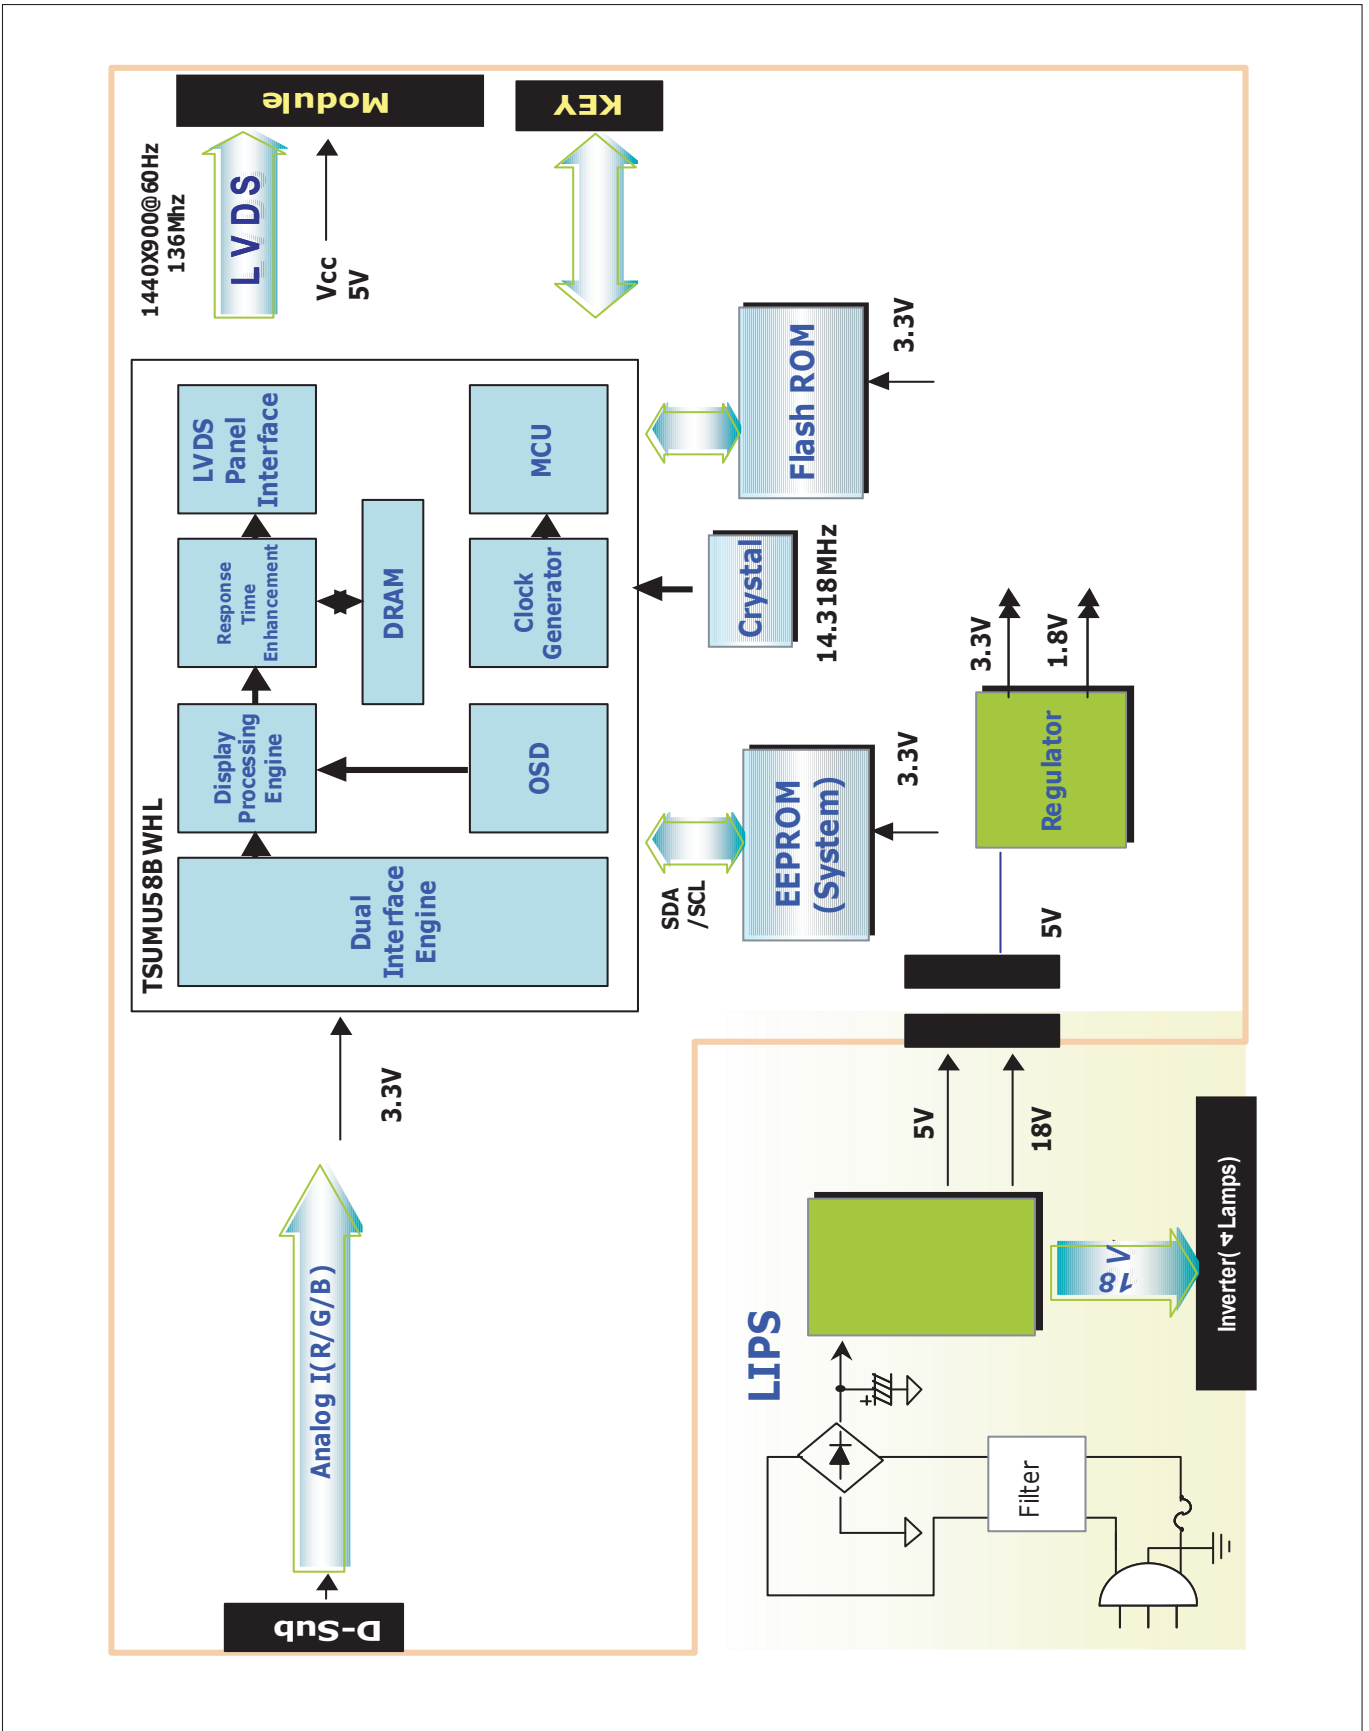 D-Sub
Analog I(R/G/B)
3.3V
TSUMU58BWHL
Dual
Interface
Engine
Display
Processing
Engine
Response
Time
Enhancement
LVDS
Panel
Interface
DRAM
OSD
Clock
Generator
MCU
1440X900@60Hz
136Mhz
LVDS
Vcc
5V
Module
KEY
SDA
/SCL
EEPROM
(System)
3.3V
Crystal
14.318MHz
Flash ROM
3.3V
LIPS
Filter
5V
18V
18 V
Inverter( 4 Lamps)
5V
Regulator
3.3V
1.8V